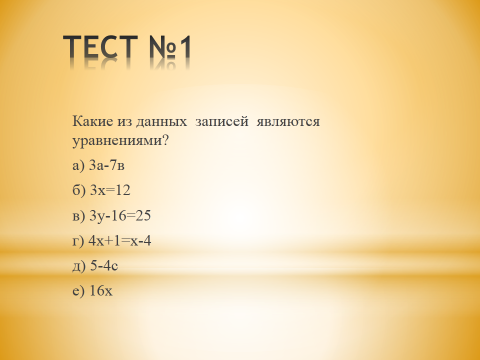 ТЕСТ №1
Какие из данных записей являются
уравнениями?
а) 3а-7в
б) 3х=12
в) 3у-16=25
г) 4х+1=х-4
д) 5-4с
е) 16х